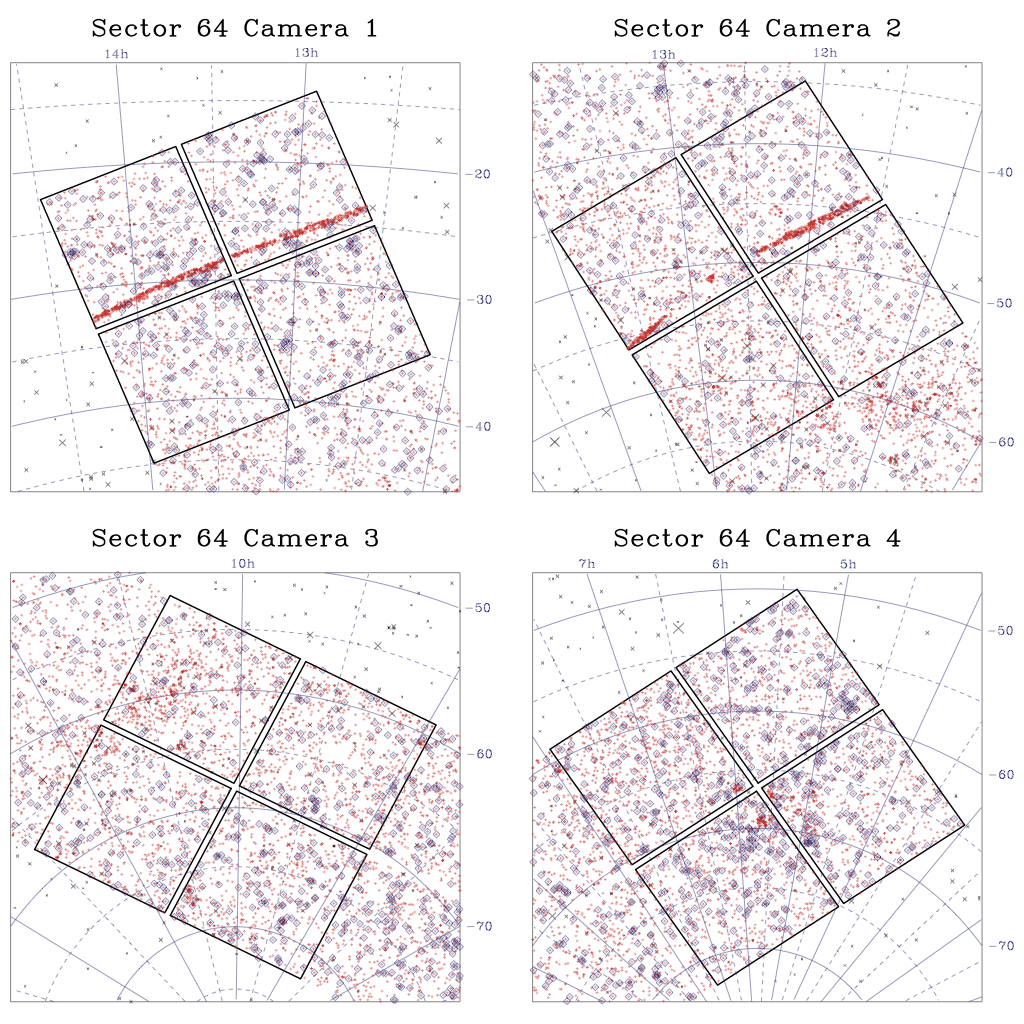 Sector 64 Camera 1
14h 13h
-20
-30
-40
Sector 64 Camera 2
13h 12h
-40
-50
-60
Sector 64 Camera 3
10h
-50
-60
-70
Sector 64 Camera 4
7h 6h 5h
-50
-60
-70